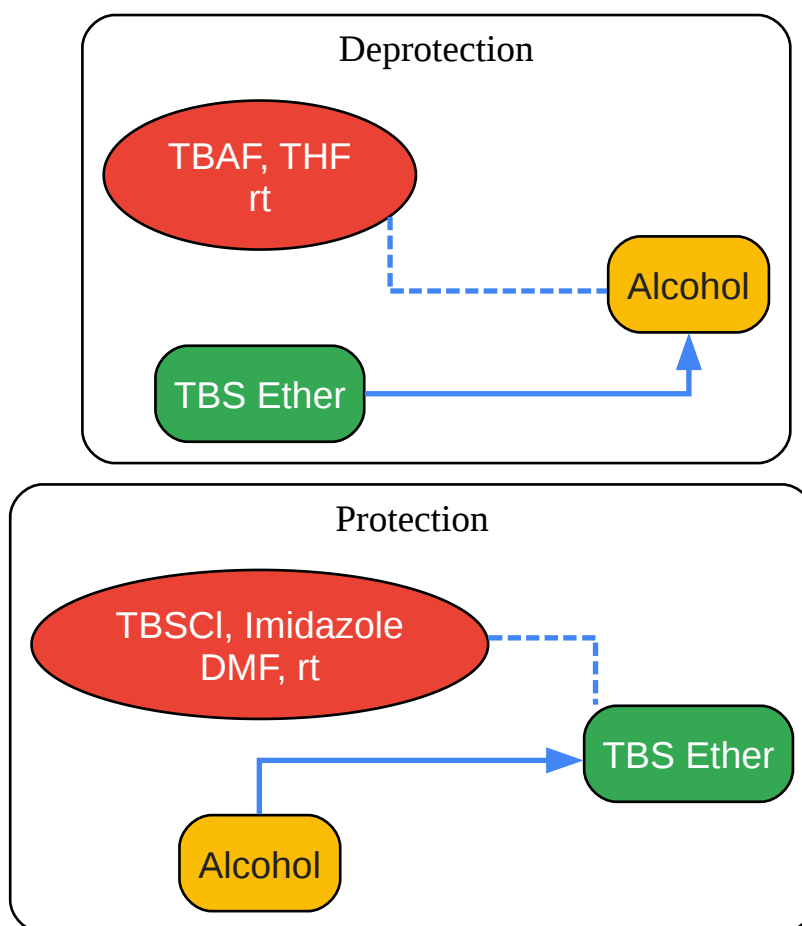 Deprotection
TBAF, THF
rt
Alcohol
TBS Ether
Protection
TBSCl, Imidazole
DMF, rt
TBS Ether
Alcohol